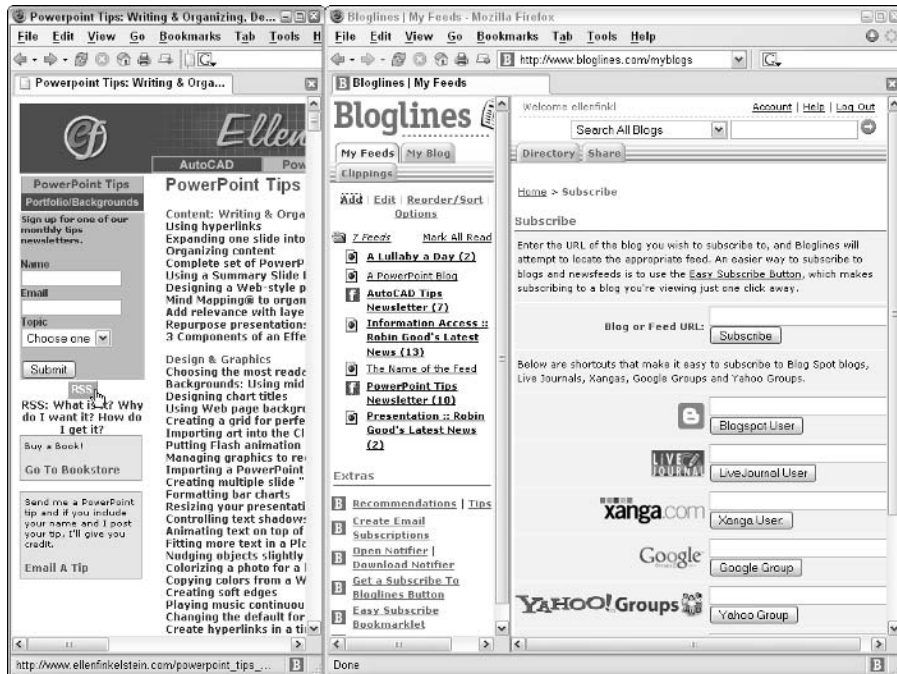 Powerpoint Tips: Writing & Organizing, De...
File Edit View Go Bookmarks Tab Tools H
Powerpoint Tips: Writing & Orga...
Ellen
AutoCAD Pow
PowerPoint Tips
Portfolio/Backgrounds
Sign up for one of our
monthly tips
newsletters.
Name
Email
Topic
Choose one
Submit
RSS
RSS: What is it? Why
do I want it? How do
I get it?
Buy a Book!
Go To Bookstore
Send me a PowerPoint
tip and if you include
your name and I post
your tip, I'll give you
credit.
Email A Tip
PowerPoint Tips
Content: Writing & Orga
Using hyperlinks
Expanding one slide into
Organizing content
Complete set of PowerP
Using a Summary Slide
Designing a Web-style p
Mind Mapping® to organ
Add relevance with laye
Repurpose presentation
3 Components of an Effe
Design & Graphics
Choosing the most reada
Backgrounds: Using mid
Designing chart titles
Using Web page backgr
Creating a grid for perfe
Importing art into the Cl
Putting Flash animation
Managing graphics to re
Importing a PowerPoint
Creating multiple slide "
Formatting bar charts
Resizing your presentati
Controlling text shadows
Animating text on top of
Fitting more text in a Pla
Nudging objects slightly
Colorizing a photo for a
Copying colors from a W
Creating soft edges
Playing music continuou
Changing the default for
Create hyperlinks in a ti
http://www.ellenfinkelstein.com/powerpoint_tips_...
Bloglines | My Feeds - Mozilla Firefox
File Edit View Go Bookmarks Tab Tools Help
http://www.bloglines.com/myblogs
Bloglines | My Feeds
Bloglines
My Feeds My Blog
Clippings
Add | Edit | Reorder/Sort
Options
7 Feeds Mark All Read
A Lullaby a Day (2)
A PowerPoint Blog
AutoCAD Tips
Newsletter (7)
Information Access ::
Robin Good's Latest
News (13)
The Name of the Feed
PowerPoint Tips
Newsletter (10)
Presentation :: Robin
Good's Latest News
(2)
Extras
Recommendations | Tips
Create Email
Subscriptions
Open Notifier |
Download Notifier
Get a Subscribe To
Bloglines Button
Easy Subscribe
Bookmarklet
Welcome ellenfinkl
Account | Help | Log Out
Search All Blogs
Directory Share
Home > Subscribe
Subscribe
Enter the URL of the blog you wish to subscribe to, and Bloglines will
attempt to locate the appropriate feed. An easier way to subscribe to
blogs and newsfeeds is to use the Easy Subscribe Button, which makes
subscribing to a blog you're viewing just one click away.
Blog or Feed URL:
Subscribe
Below are shortcuts that make it easy to subscribe to Blog Spot blogs,
Live Journals, Xangas, Google Groups and Yahoo Groups.
Blogspot User
LIVE JOURNAL
LiveJournal User
xanga.com
Xanga User
Google
Google Group
YAHOO! Groups
Yahoo Group
Done